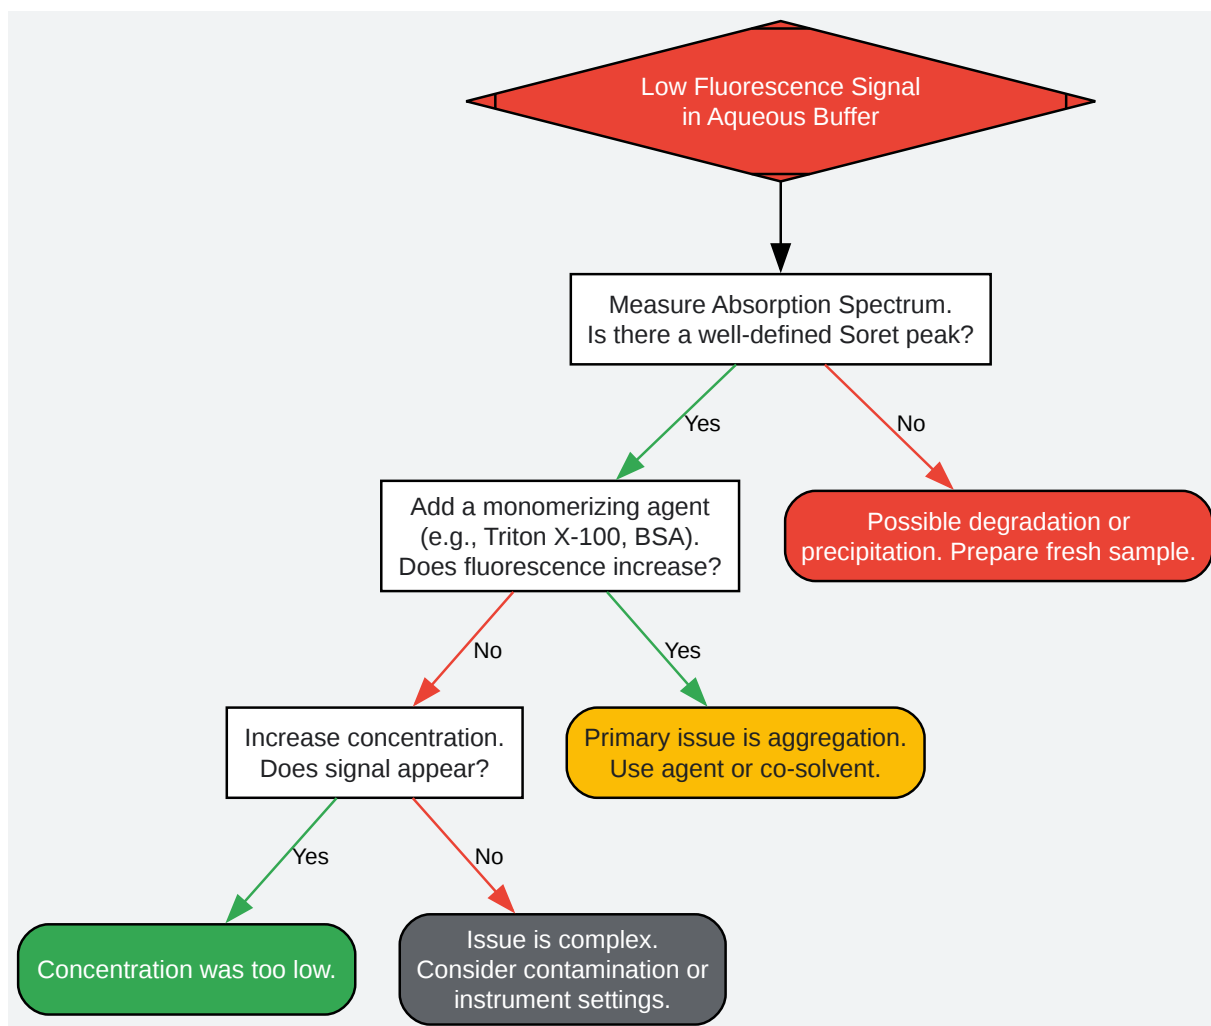 Low Fluorescence Signal
in Aqueous Buffer
Measure Absorption Spectrum.
Is there a well-defined Soret peak?
Yes
No
Add a monomerizing agent
(e.g., Triton X-100, BSA).
Does fluorescence increase?
Possible degradation or
precipitation. Prepare fresh sample.
No
Yes
Increase concentration.
Does signal appear?
Primary issue is aggregation.
Use agent or co-solvent.
Yes
No
Concentration was too low.
Issue is complex.
Consider contamination or
instrument settings.